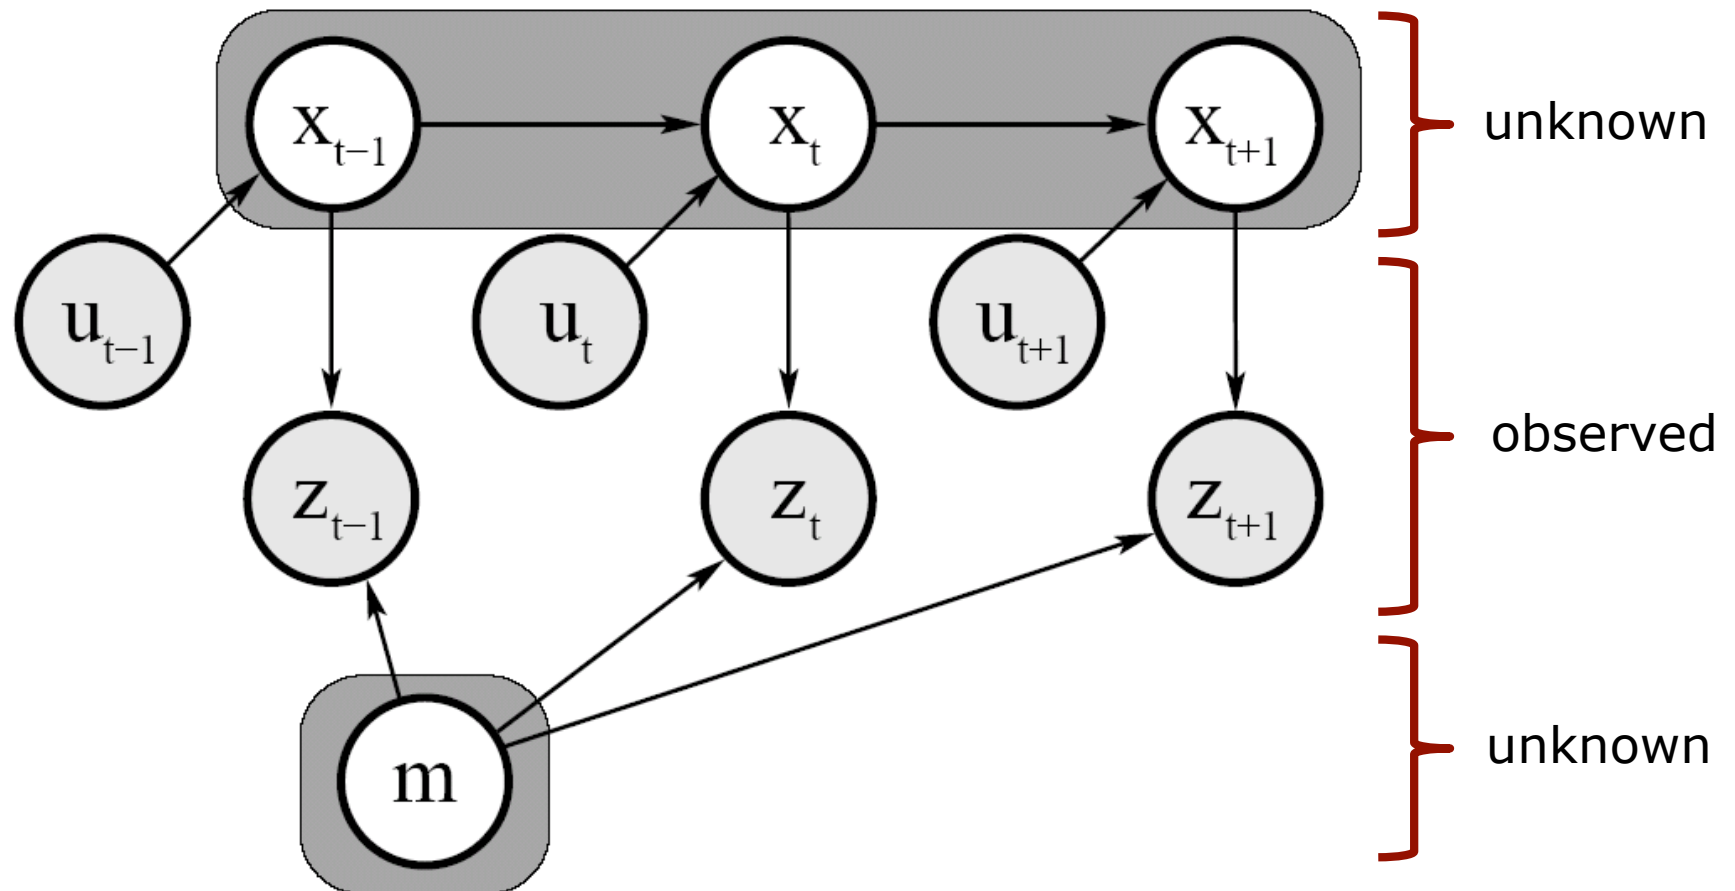 x_{t−1} x_t x_{t+1} unknown
u_{t−1} u_t u_{t+1}
observed
z_{t−1} z_t z_{t+1}
m unknown